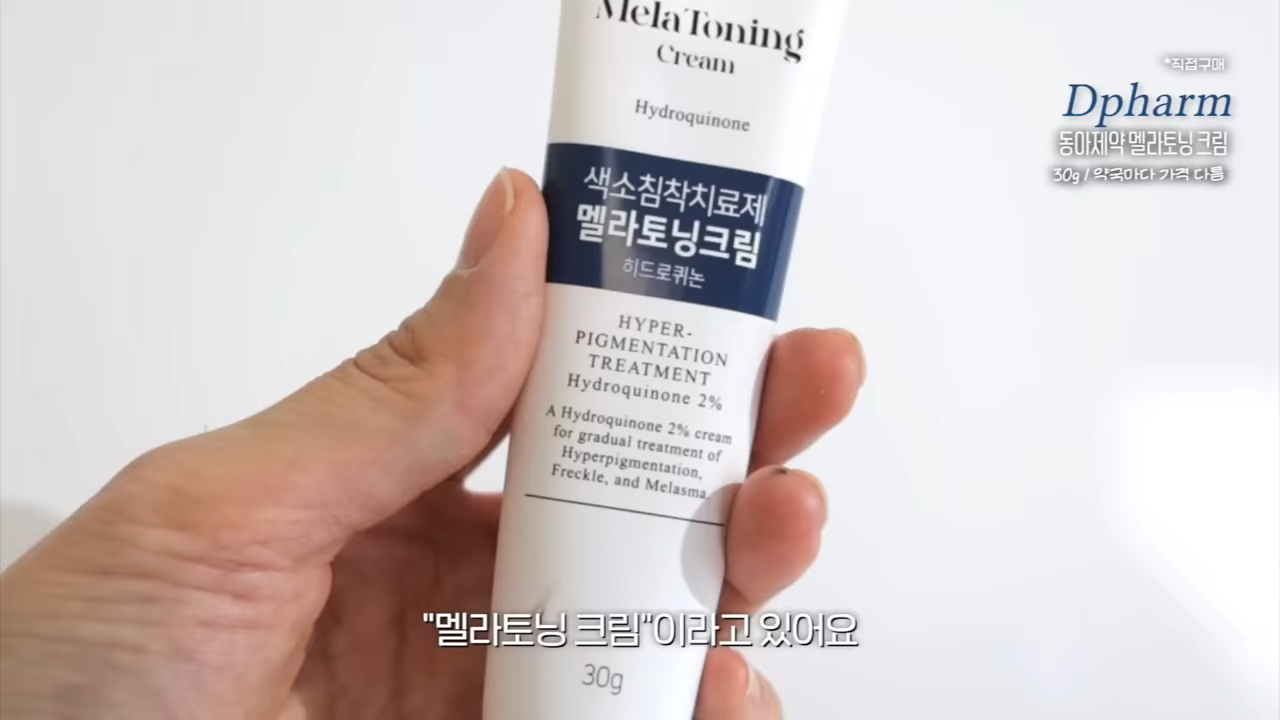 MelaToning
Cream
Hydroquinone
색소침착치료제
멜라토닝크림
히드로퀴논
HYPER-
PIGMENTATION
TREATMENT
Hydroquinone 2%
A Hydroquinone 2% cream
for gradual treatment of
Hyperpigmentation,
Freckle, and Melasma.
30g
*직접구매
Dpharm
동아제약 멜라토닝 크림
30g / 약국마다 가격 다름
"멜라토닝 크림"이라고 있어요